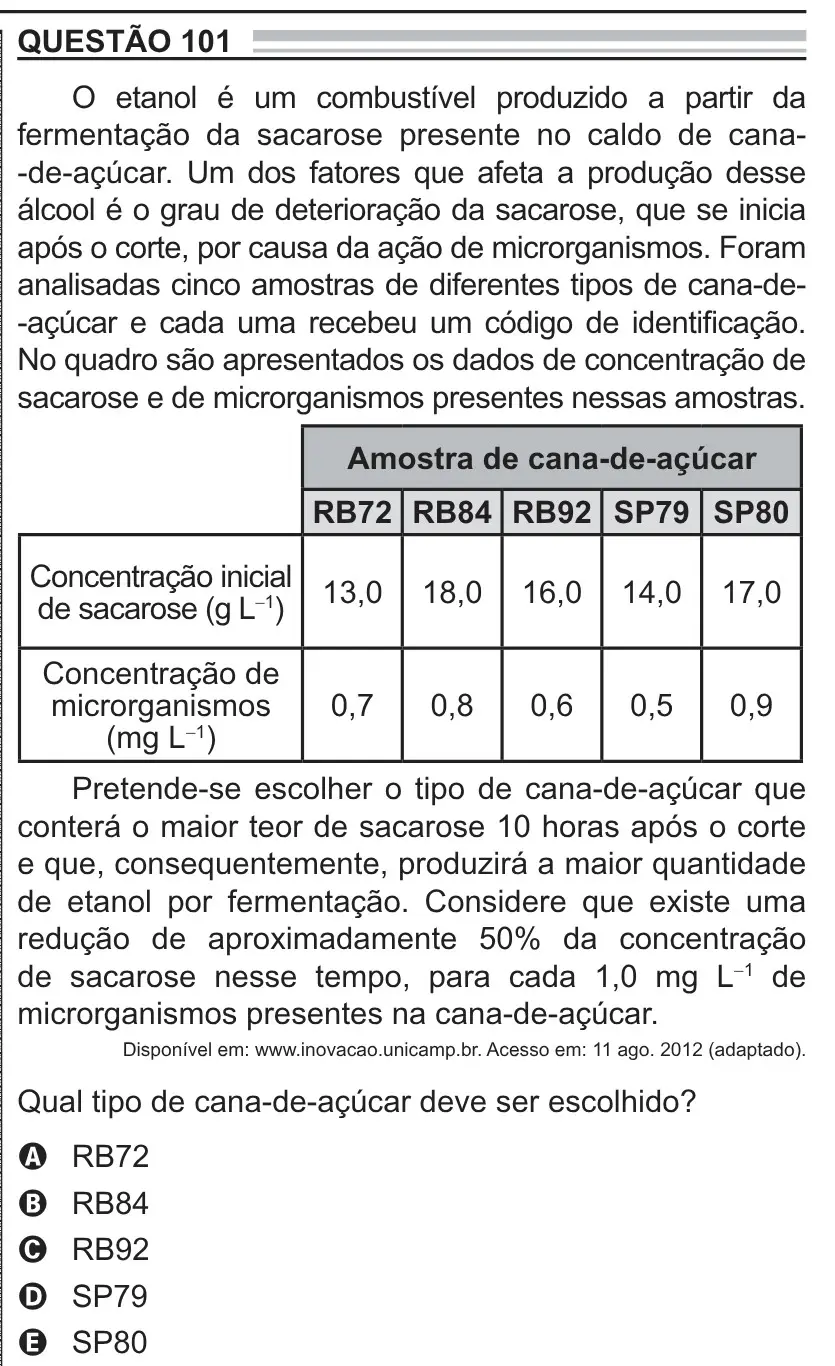 QUESTÃO 101
O etanol é um combustível produzido a partir da
fermentação da sacarose presente no caldo de cana-
-de-açúcar. Um dos fatores que afeta a produção desse
álcool é o grau de deterioração da sacarose, que se inicia
após o corte, por causa da ação de microrganismos. Foram
analisadas cinco amostras de diferentes tipos de cana-de-
-açúcar e cada uma recebeu um código de identificação.
No quadro são apresentados os dados de concentração de
sacarose e de microrganismos presentes nessas amostras.
Amostra de cana-de-açúcar
RB72 RB84 RB92 SP79 SP80
Concentração inicial
de sacarose (g L⁻¹) 13,0 18,0 16,0 14,0 17,0
Concentração de
microrganismos 0,7 0,8 0,6 0,5 0,9
(mg L⁻¹)
Pretende-se escolher o tipo de cana-de-açúcar que
conterá o maior teor de sacarose 10 horas após o corte
e que, consequentemente, produzirá a maior quantidade
de etanol por fermentação. Considere que existe uma
redução de aproximadamente 50% da concentração
de sacarose nesse tempo, para cada 1,0 mg L⁻¹ de
microrganismos presentes na cana-de-açúcar.
Disponível em: www.inovacao.unicamp.br. Acesso em: 11 ago. 2012 (adaptado).
Qual tipo de cana-de-açúcar deve ser escolhido?
A RB72
B RB84
C RB92
D SP79
E SP80